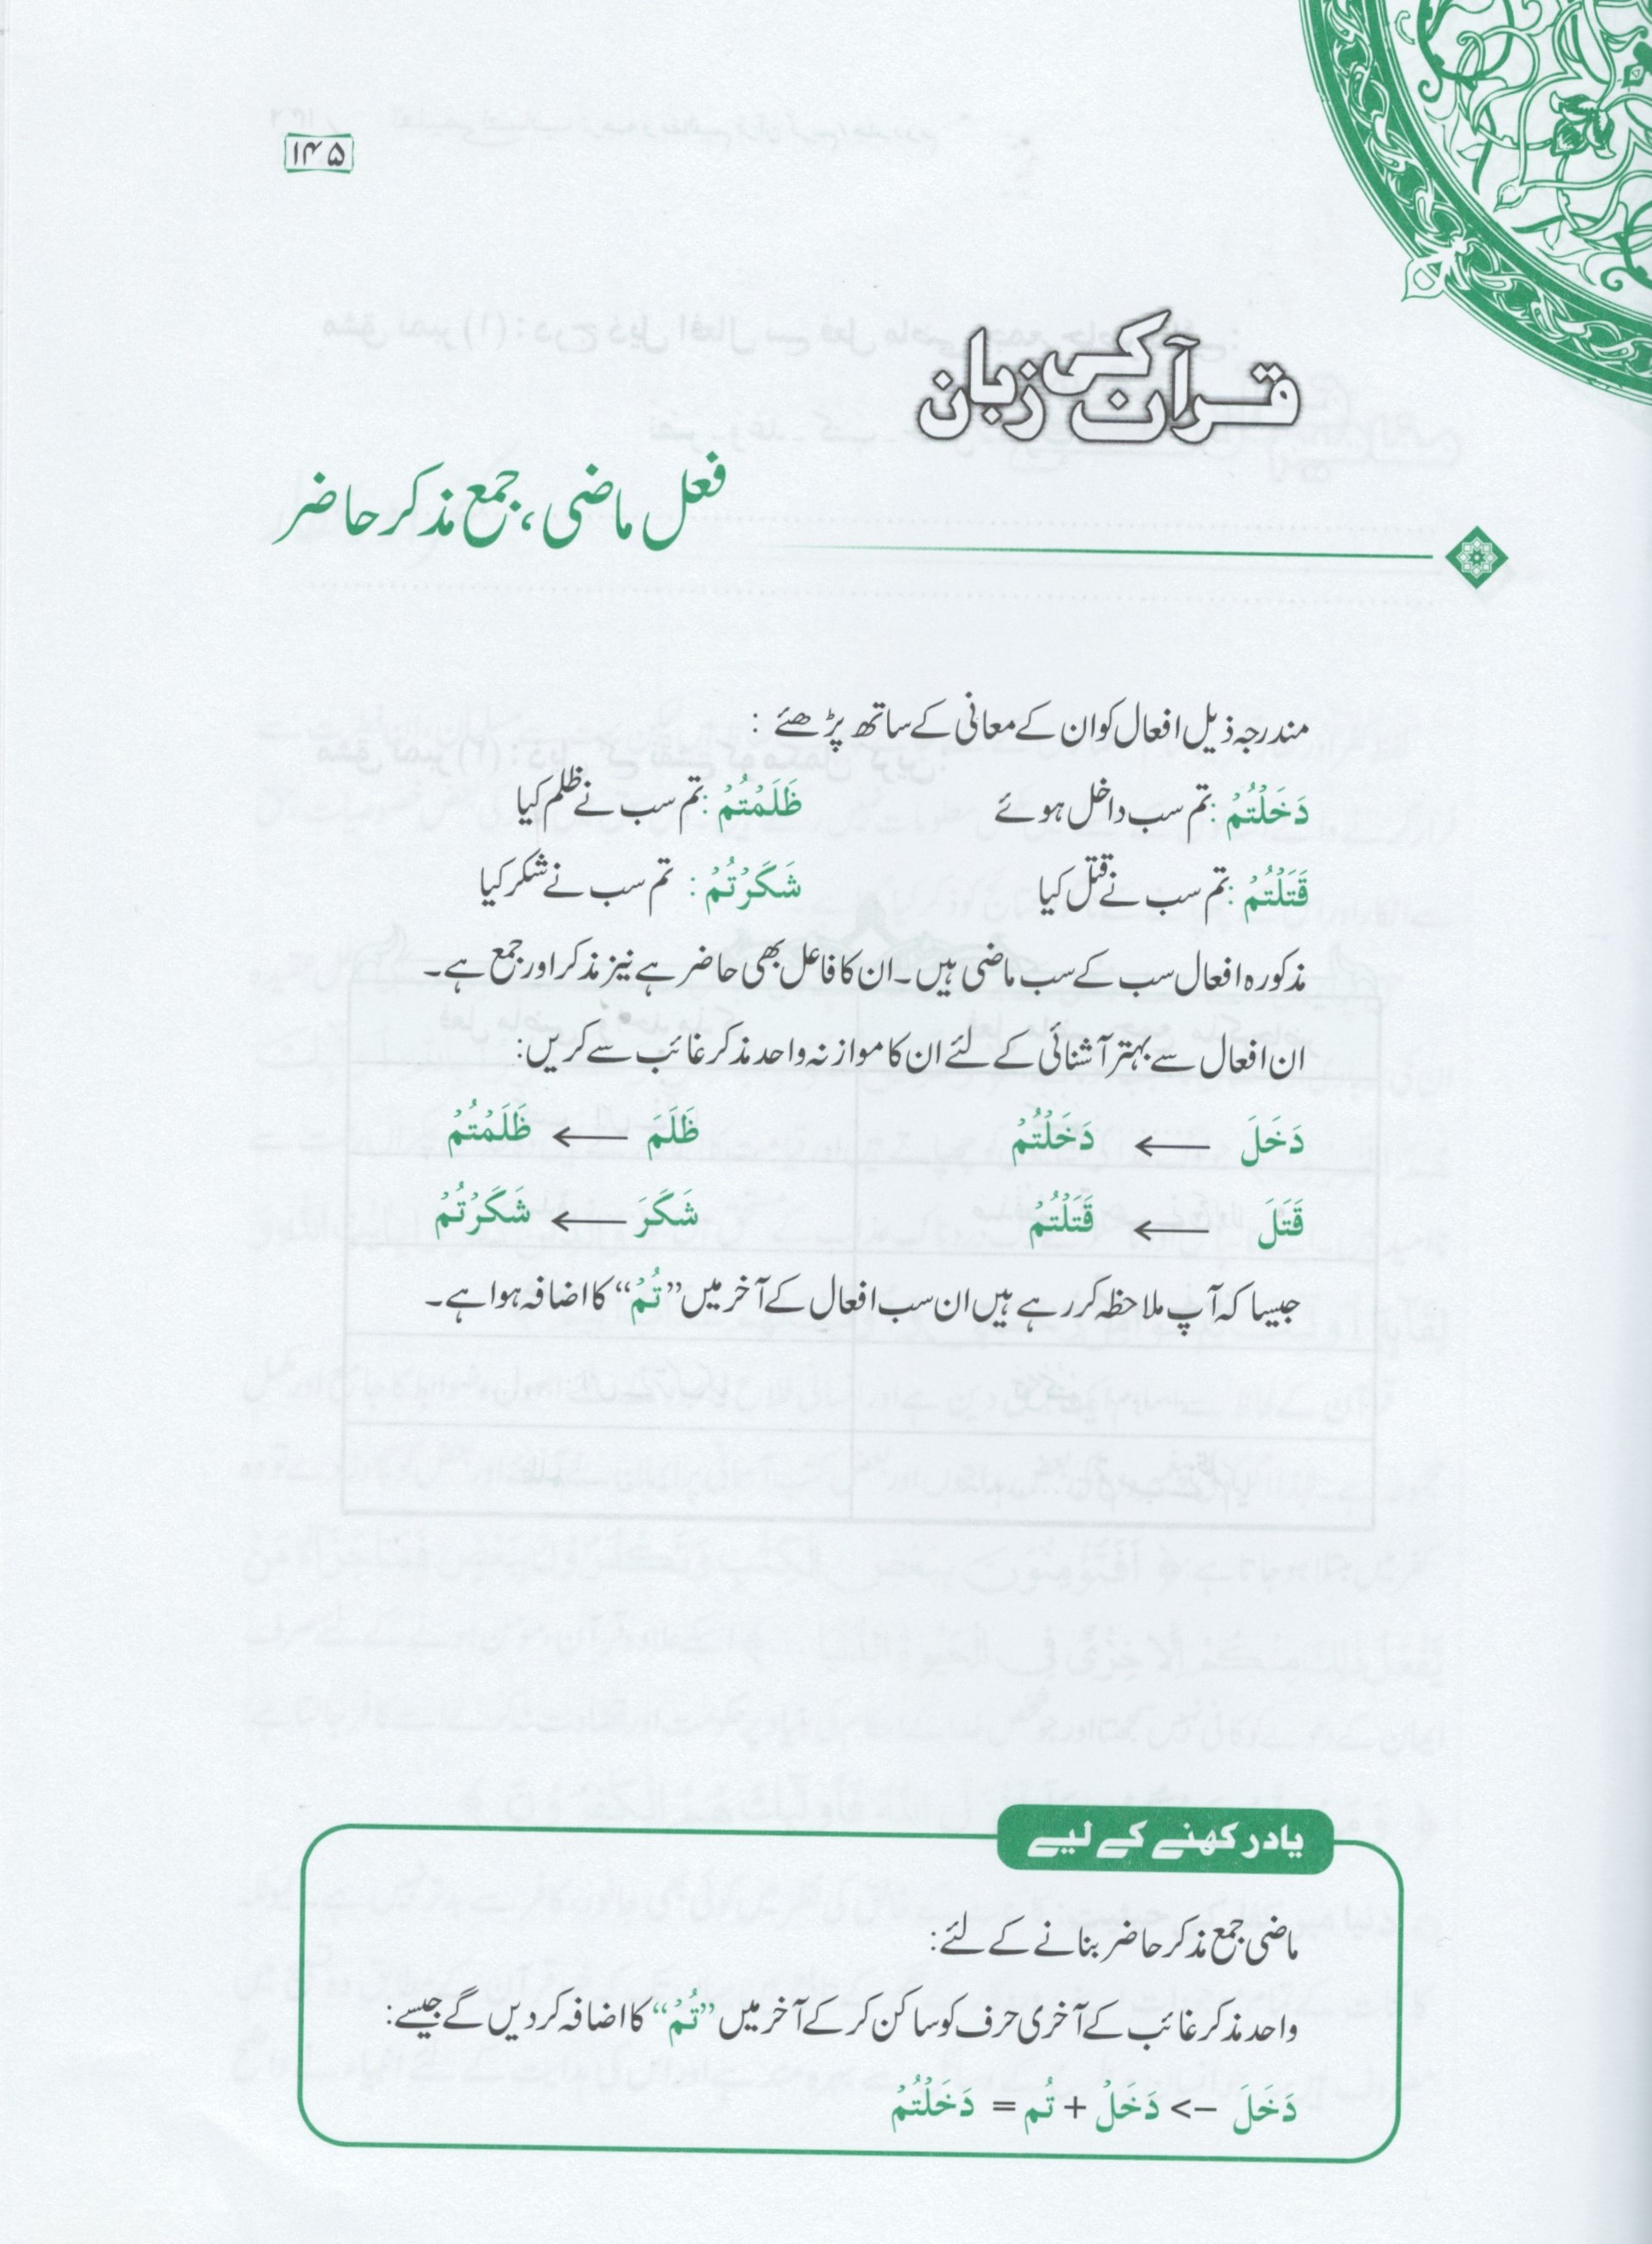 ۱۴۵
قرآن کی زبان
فعل ماضی، جمع مذکر حاضر
مندرجہ ذیل افعال کو ان کے معانی کے ساتھ پڑھئے :
دَخَلْتُمْ : تم سب داخل ہوئے ظَلَمْتُمْ : تم سب نے ظلم کیا
قَتَلْتُمْ : تم سب نے قتل کیا شَكَرْتُمْ : تم سب نے شکر کیا
مذکورہ افعال سب کے سب ماضی ہیں۔ ان کا فاعل بھی حاضر ہے نیز مذکر اور جمع ہے۔
ان افعال سے بہتر آشنائی کے لئے ان کا موازنہ واحد مذکر غائب سے کریں:
دَخَلَ ← دَخَلْتُمْ ظَلَمَ ← ظَلَمْتُمْ
قَتَلَ ← قَتَلْتُمْ شَكَرَ ← شَكَرْتُمْ
جیسا کہ آپ ملاحظہ کر رہے ہیں ان سب افعال کے آخر میں ”تُمْ“ کا اضافہ ہوا ہے۔
یاد رکھنے کے لیے
ماضی جمع مذکر حاضر بنانے کے لئے:
واحد مذکر غائب کے آخری حرف کو ساکن کر کے آخر میں ”تُمْ“ کا اضافہ کر دیں گے جیسے:
دَخَلَ –> دَخَلْ + تُم = دَخَلْتُمْ